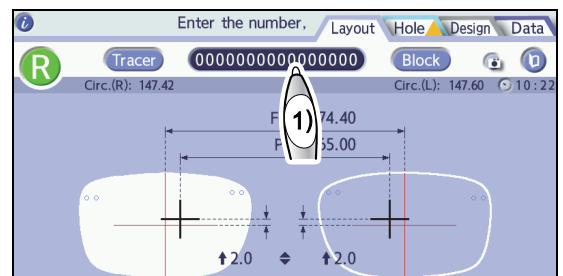 Enter the number,
Layout Hole Design Data
R Tracer 0000000000000000 Block
Circ.(R): 147.42 Circ.(L): 147.60 10:22
1)
74.40
65.00
2.0 2.0